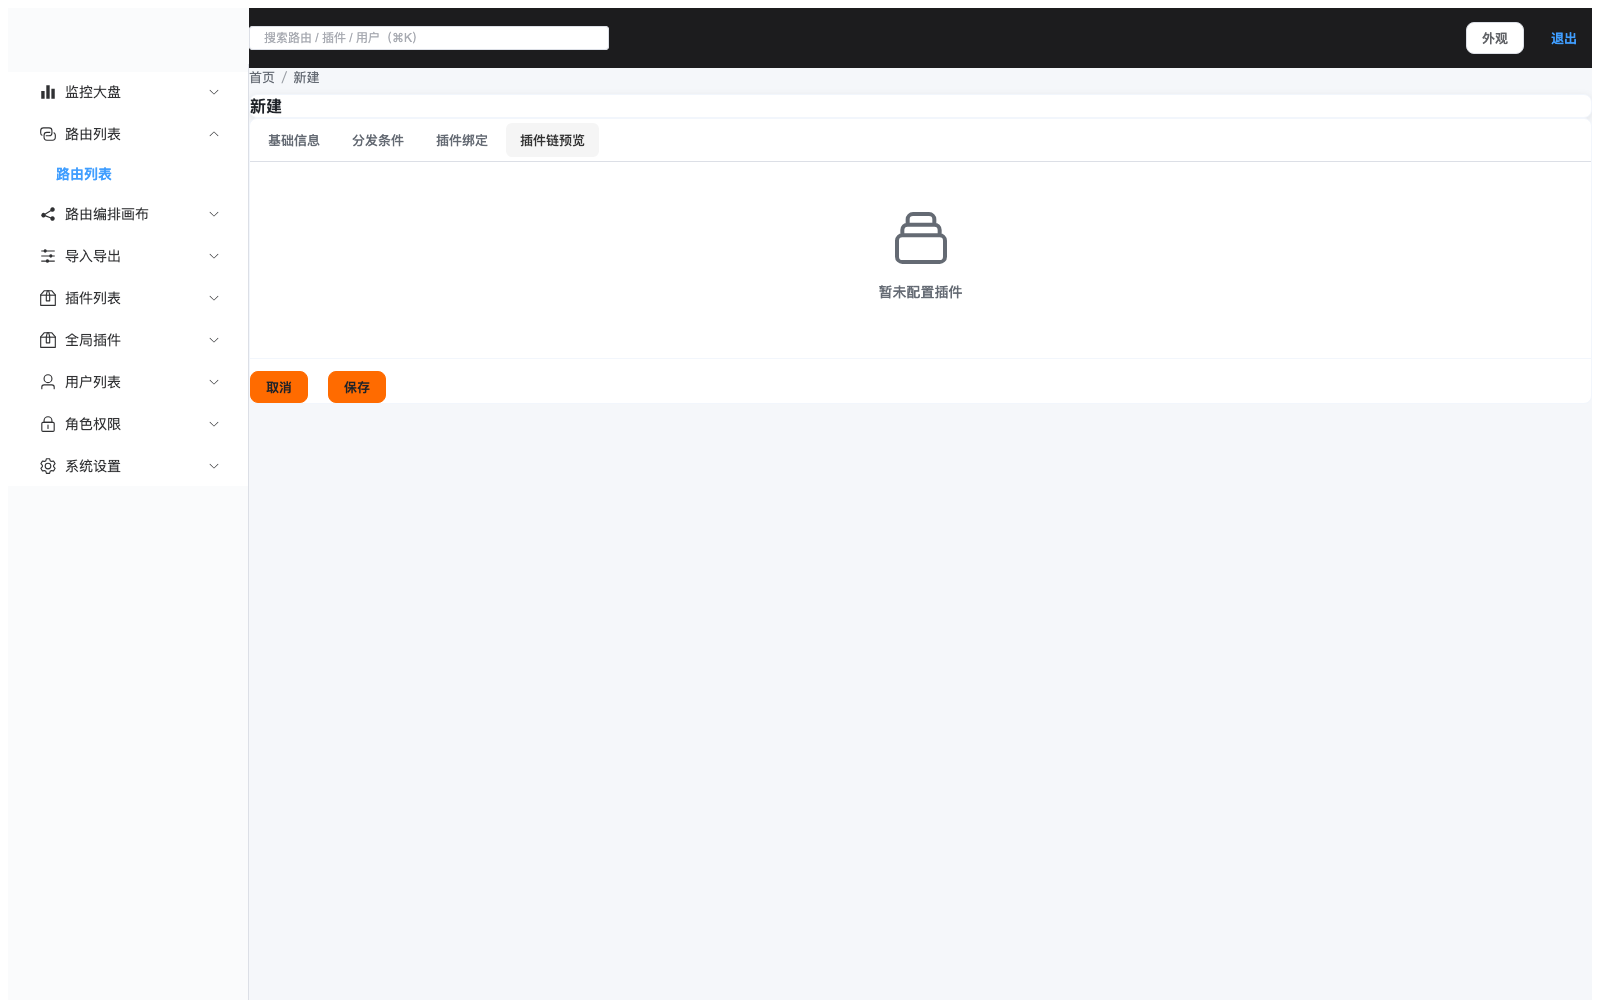 搜索路由 / 插件 / 用户（⌘K）
外观
退出
监控大盘
路由列表
路由列表
路由编排画布
导入导出
插件列表
全局插件
用户列表
角色权限
系统设置
首页 / 新建
新建
基础信息 分发条件 插件绑定 插件链预览
暂未配置插件
取消 保存